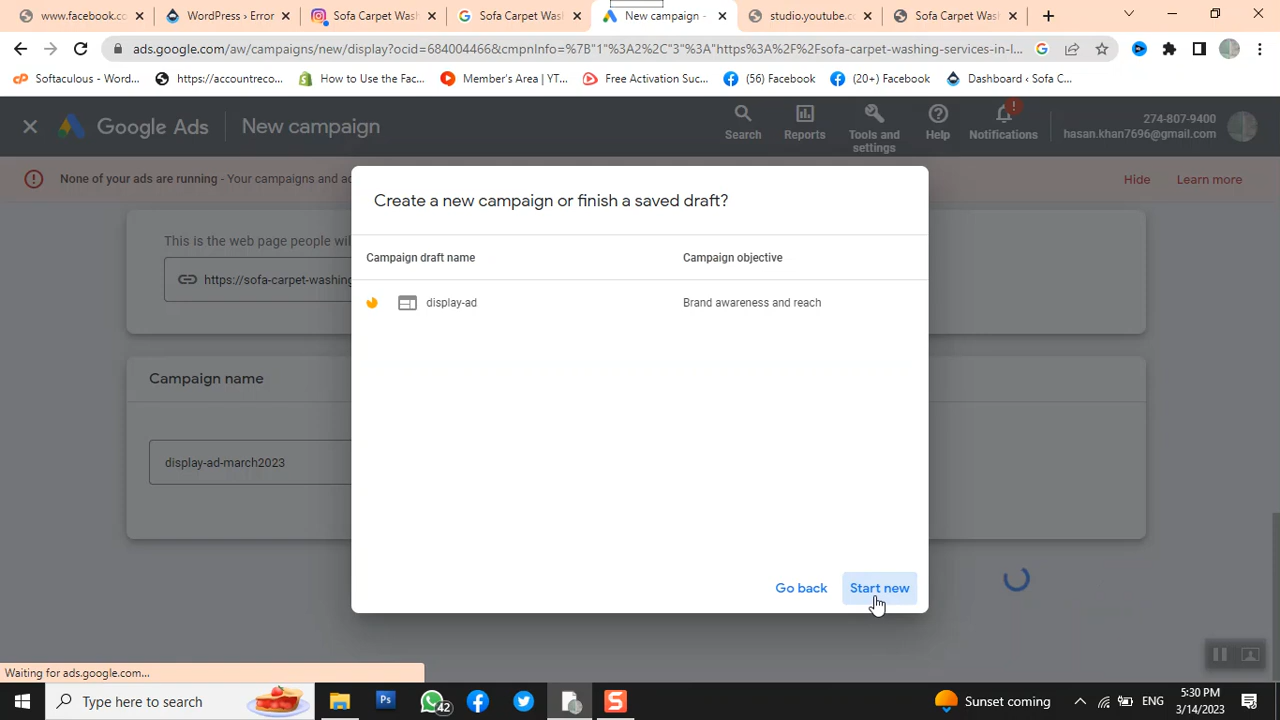 www.facebook.co
WordPress › Error
Sofa Carpet Was
Sofa Carpet Was
New campaign -
studio.youtube.co
Sofa Carpet Was
ads.google.com/aw/campaigns/new/display?ocid=684004466&cmpnInfo=%7B"1"%3A2%2C"3"%3A"https%3A%2F%2Fsofa-carpet-washing-services-in-l...
Softaculous - Word...
https://accountreco...
How to Use the Fac...
Member's Area | YT...
Free Activation Suc...
(56) Facebook
(20+) Facebook
Dashboard ‹ Sofa C...
Google Ads
New campaign
Search
Reports
Tools and
settings
Help
!
Notifications
274-807-9400
hasan.khan7696@gmail.com
None of your ads are running - Your campaigns and ad
Hide
Learn more
Create a new campaign or finish a saved draft?
This is the web page people wil
Campaign draft name
Campaign objective
https://sofa-carpet-washing
display-ad
Brand awareness and reach
Campaign name
display-ad-march2023
Go back
Start new
Waiting for ads.google.com...
Type here to search
Ps
42
S
Sunset coming
ENG
5:30 PM
3/14/2023